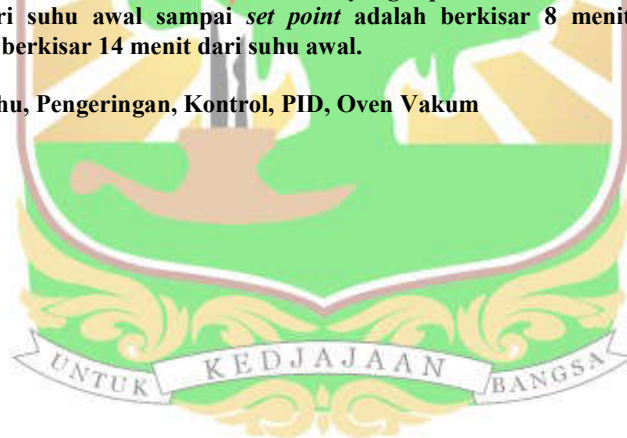 ri suhu awal sampai set point adalah berkisar 8 menit
berkisar 14 menit dari suhu awal.
hu, Pengeringan, Kontrol, PID, Oven Vakum
UNTUK KEDJAJAAN BANGSA